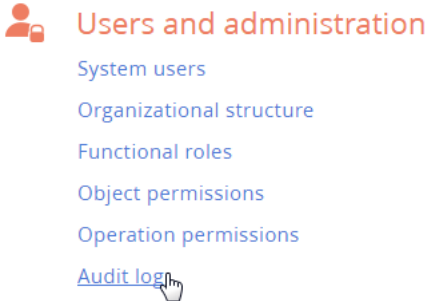 Users and administration
System users
Organizational structure
Functional roles
Object permissions
Operation permissions
Audit log